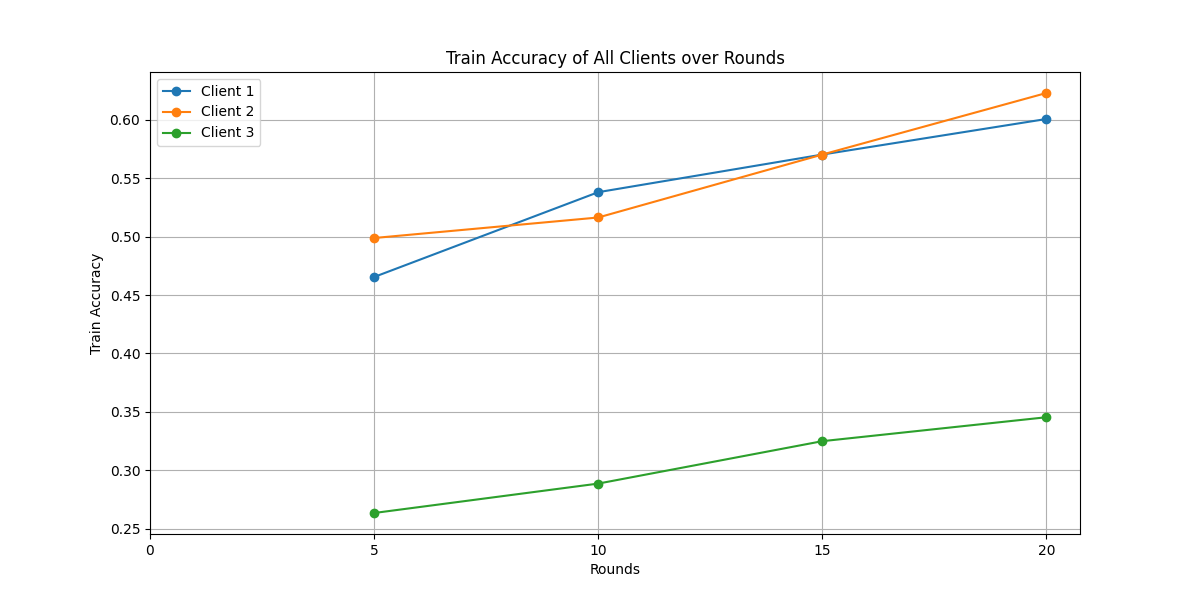 Train Accuracy of All Clients over Rounds
Client 1
Client 2
Client 3
Train Accuracy
0.60
0.55
0.50
0.45
0.40
0.35
0.30
0.25
0 5 10 15 20
Rounds